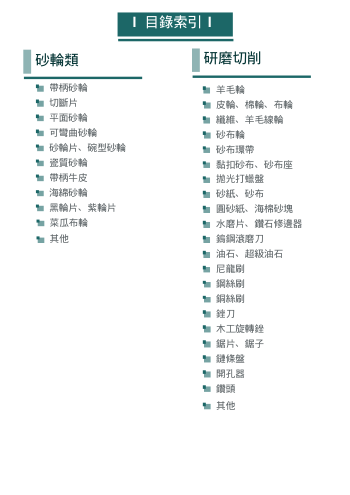 I 目錄索引 I
砂輪類
帶柄砂輪
切斷片
平面砂輪
可彎曲砂輪
砂輪片、碗型砂輪
瓷質砂輪
帶柄牛皮
海綿砂輪
黑輪片、紫輪片
菜瓜布輪
其他
研磨切削
羊毛輪
皮輪、棉輪、布輪
纖維、羊毛線輪
砂布輪
砂布環帶
黏扣砂布、砂布座
拋光打蠟盤
砂紙、砂布
圓砂紙、海棉砂塊
水磨片、鑽石修邊器
鎢鋼滾磨刀
油石、超級油石
尼龍刷
鋼絲刷
銅絲刷
銼刀
木工旋轉銼
鋸片、鋸子
鏈條盤
開孔器
鑽頭
其他